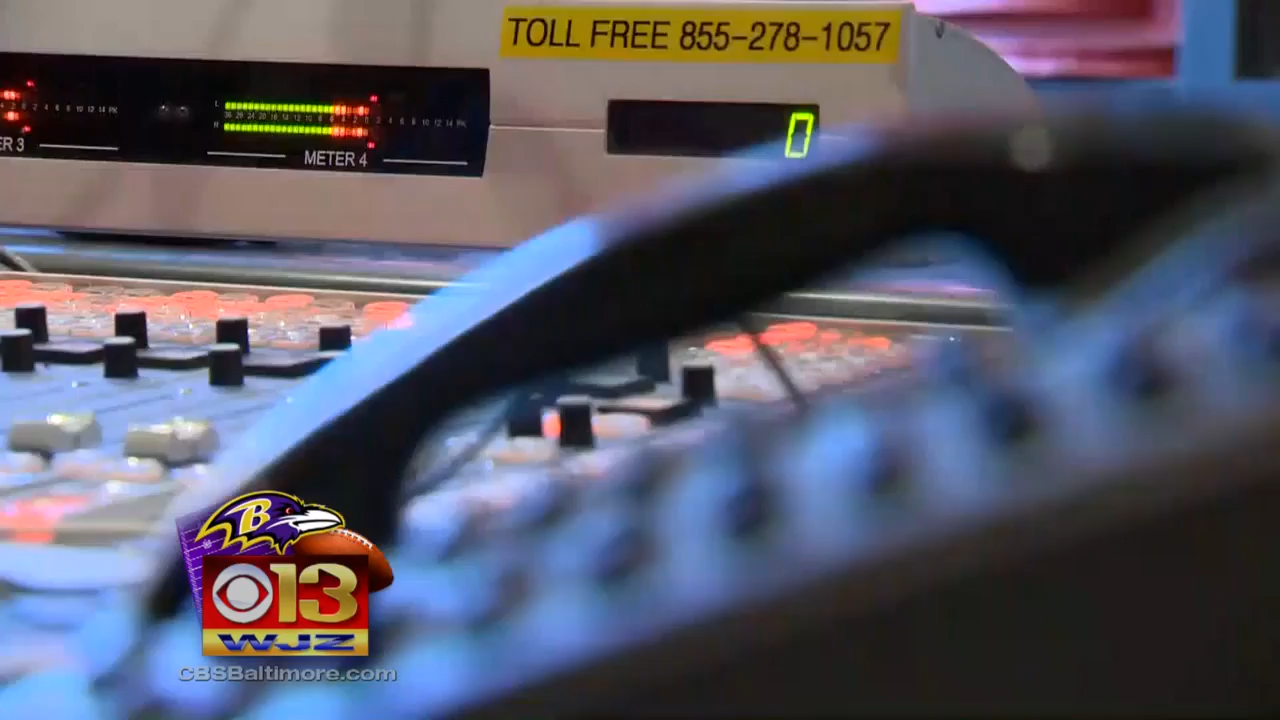 TOLL FREE 855-278-1057
0
ER 3
METER 4
B
13
WJZ
CBSBaltimore.com